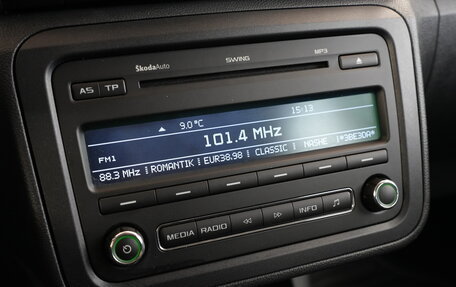 ŠkodaAuto SWING MP3
AS TP
9.0 °C 15:13
101.4 MHz
FM1
88.3 MHz | ROMANTIK | EUR38.98 | CLASSIC | NASHE | *3BE3DA*
MEDIA RADIO INFO